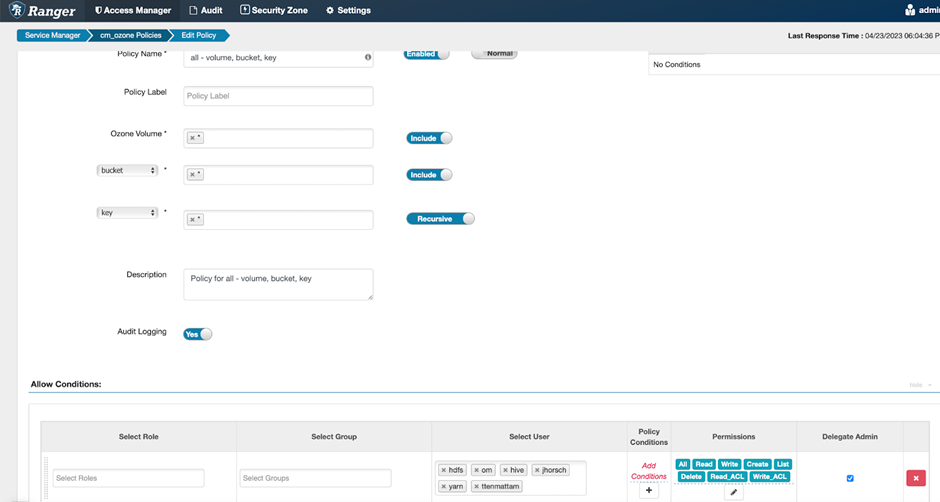 Ranger Access Manager Audit Security Zone Settings admi
Service Manager cm_ozone Policies Edit Policy Last Response Time : 04/23/2023 06:04:36 P
Policy Name * all - volume, bucket, key Enabled Normal
No Conditions
Policy Label Policy Label
Ozone Volume * × * Include
bucket * × * Include
key * × * Recursive
Description Policy for all - volume, bucket, key
Audit Logging Yes
Allow Conditions: Hide
Select Role Select Group Select User Policy Conditions Permissions Delegate Admin
Select Roles Select Groups × hdfs × om × hive × jhorsch
× yarn × ttenmattam
Add Conditions
+
All Read Write Create List
Delete Read_ACL Write_ACL
×